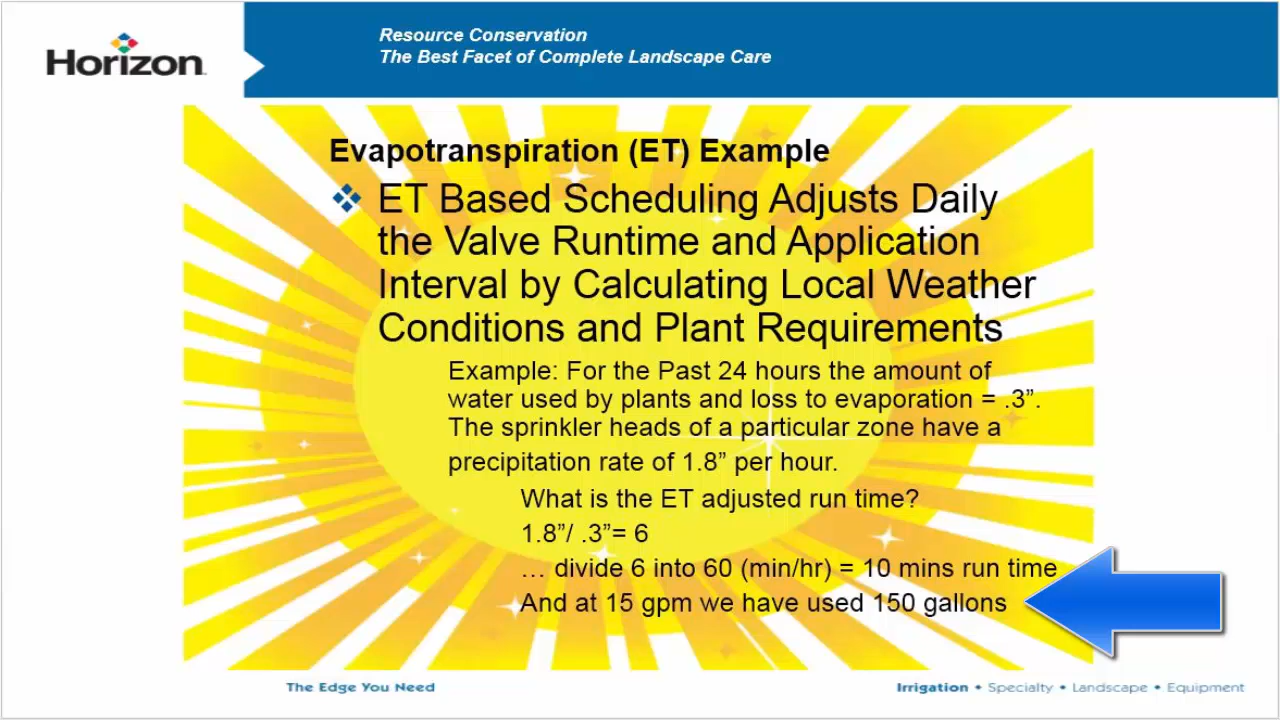 Horizon
Resource Conservation
The Best Facet of Complete Landscape Care
Evapotranspiration (ET) Example
ET Based Scheduling Adjusts Daily
the Valve Runtime and Application
Interval by Calculating Local Weather
Conditions and Plant Requirements
Example: For the Past 24 hours the amount of
water used by plants and loss to evaporation = .3”.
The sprinkler heads of a particular zone have a
precipitation rate of 1.8” per hour.
What is the ET adjusted run time?
1.8”/ .3”= 6
… divide 6 into 60 (min/hr) = 10 mins run time
And at 15 gpm we have used 150 gallons
The Edge You Need
Irrigation • Specialty • Landscape • Equipment